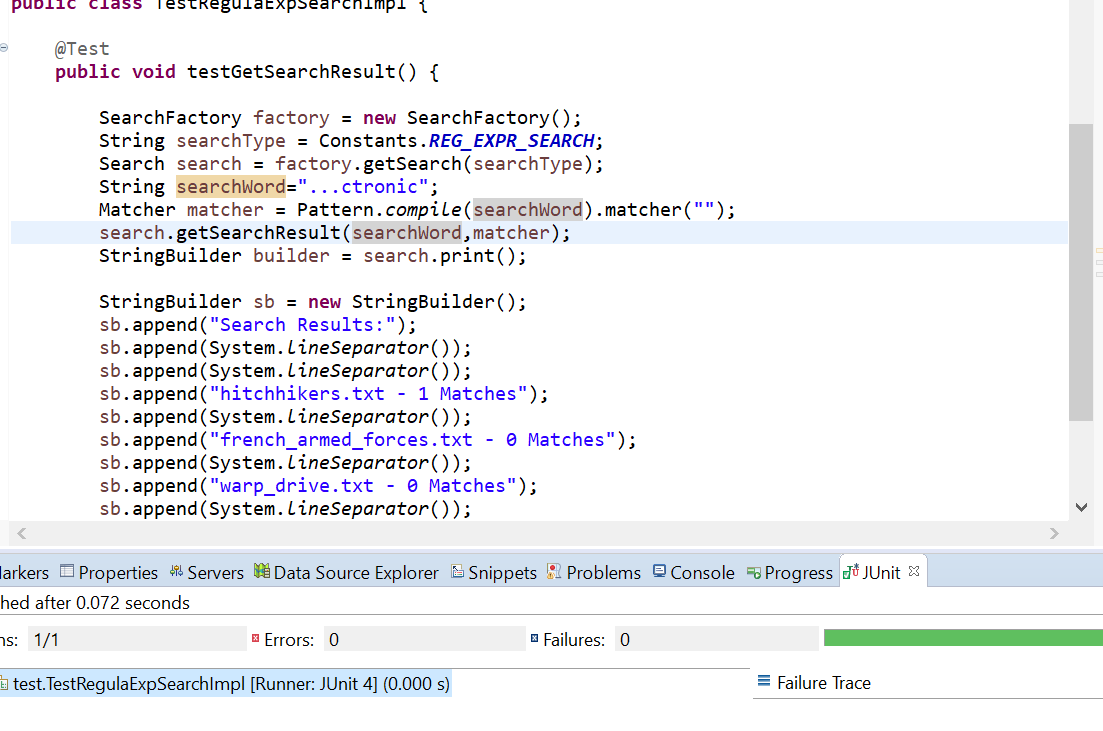 public class TestRegulaExpSearchImpl {
@Test
public void testGetSearchResult() {
SearchFactory factory = new SearchFactory();
String searchType = Constants.REG_EXPR_SEARCH;
Search search = factory.getSearch(searchType);
String searchWord="...ctronic";
Matcher matcher = Pattern.compile(searchWord).matcher("");
search.getSearchResult(searchWord,matcher);
StringBuilder builder = search.print();
StringBuilder sb = new StringBuilder();
sb.append("Search Results:");
sb.append(System.lineSeparator());
sb.append(System.lineSeparator());
sb.append("hitchhikers.txt - 1 Matches");
sb.append(System.lineSeparator());
sb.append("french_armed_forces.txt - 0 Matches");
sb.append(System.lineSeparator());
sb.append("warp_drive.txt - 0 Matches");
sb.append(System.lineSeparator());
arkers Properties Servers Data Source Explorer Snippets Problems Console Progress JUnit
hed after 0.072 seconds
ns: 1/1 Errors: 0 Failures: 0
test.TestRegulaExpSearchImpl [Runner: JUnit 4] (0.000 s) Failure Trace